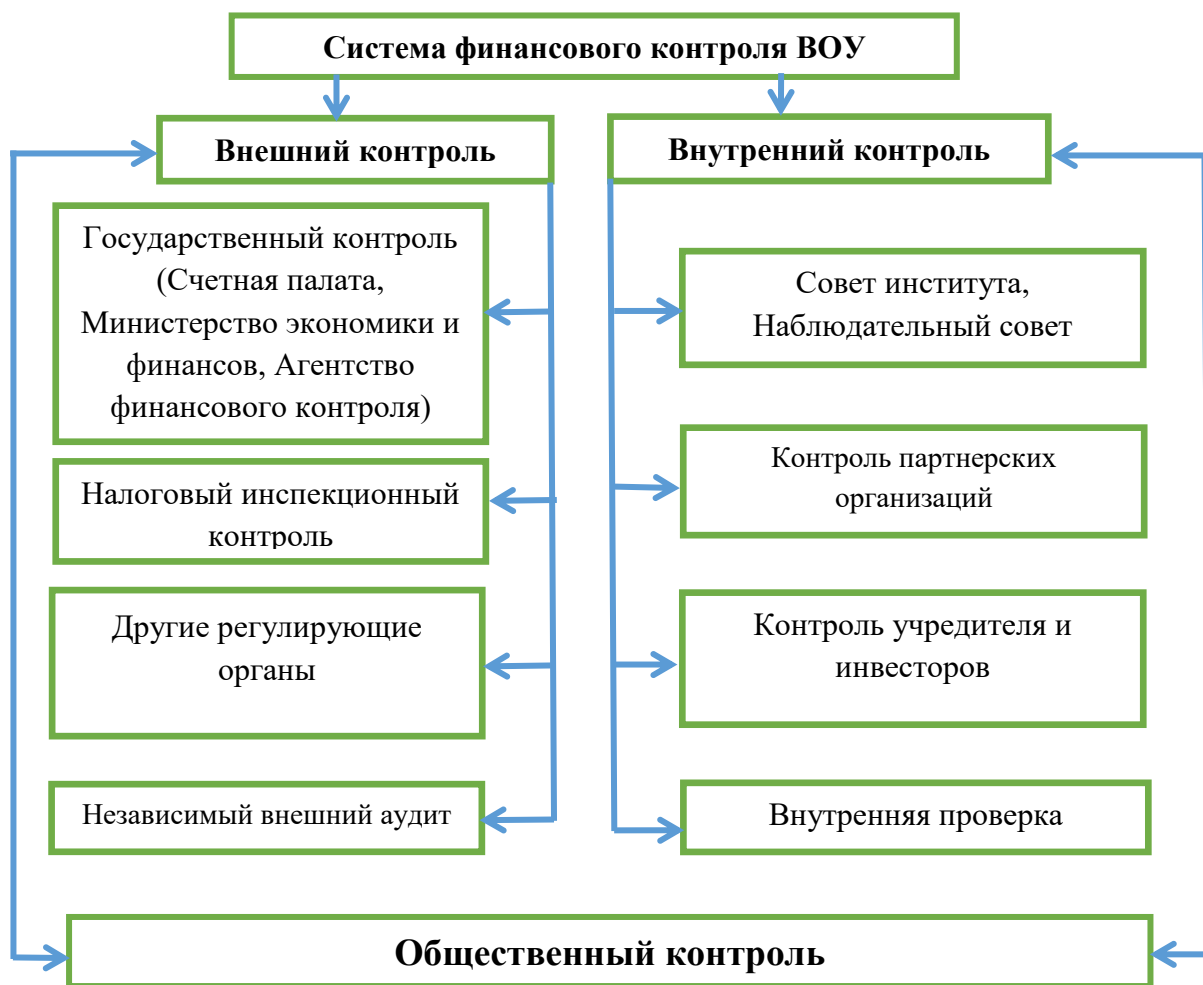 Система финансового контроля ВОУ
Внешний контроль
Внутренний контроль
Государственный контроль
(Счетная палата,
Министерство экономики и
финансов, Агентство
финансового контроля)
Налоговый инспекционный
контроль
Другие регулирующие
органы
Независимый внешний аудит
Совет института,
Наблюдательный совет
Контроль партнерских
организаций
Контроль учредителя и
инвесторов
Внутренняя проверка
Общественный контроль